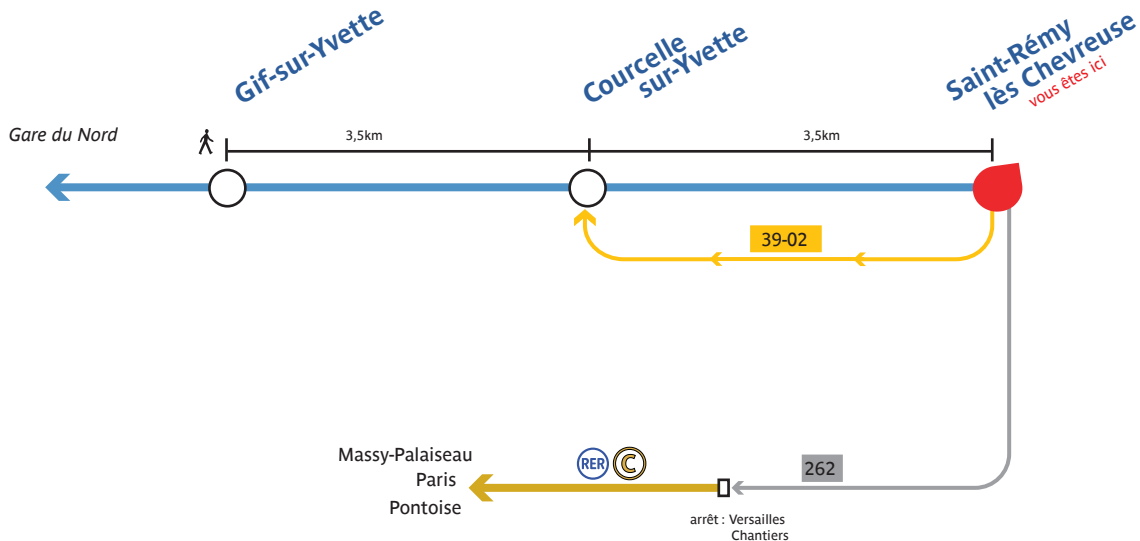 Gif-sur-Yvette
Courcelle
sur-Yvette
Saint-Rémy
lès Chevreuse
vous êtes ici
Gare du Nord
3,5km
3,5km
39-02
Massy-Palaiseau
Paris
Pontoise
RER C
262
arrêt : Versailles
Chantiers